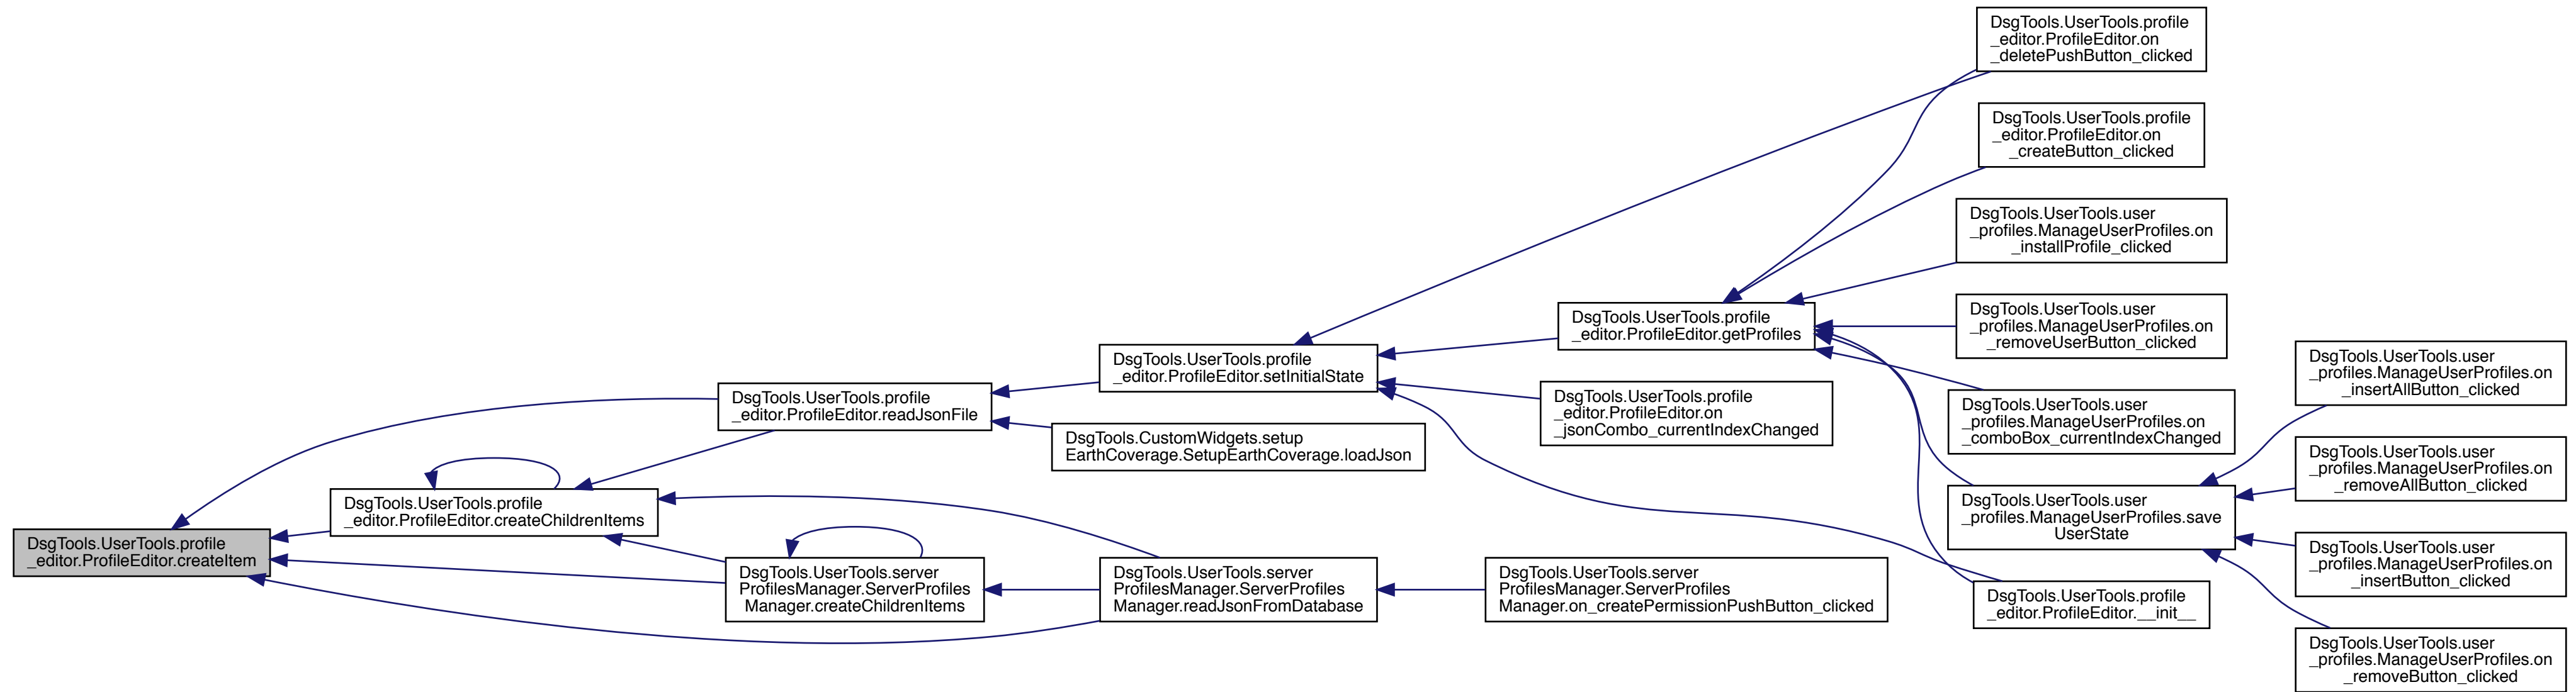 DsgTools.UserTools.profile
_editor.ProfileEditor.createItem
DsgTools.UserTools.profile
_editor.ProfileEditor.createChildrenItems
DsgTools.UserTools.profile
_editor.ProfileEditor.readJsonFile
DsgTools.UserTools.server
ProfilesManager.ServerProfiles
Manager.createChildrenItems
DsgTools.UserTools.profile
_editor.ProfileEditor.setInitialState
DsgTools.CustomWidgets.setup
EarthCoverage.SetupEarthCoverage.loadJson
DsgTools.UserTools.server
ProfilesManager.ServerProfiles
Manager.readJsonFromDatabase
DsgTools.UserTools.profile
_editor.ProfileEditor.getProfiles
DsgTools.UserTools.profile
_editor.ProfileEditor.on
_jsonCombo_currentIndexChanged
DsgTools.UserTools.server
ProfilesManager.ServerProfiles
Manager.on_createPermissionPushButton_clicked
DsgTools.UserTools.profile
_editor.ProfileEditor.on
_deletePushButton_clicked
DsgTools.UserTools.profile
_editor.ProfileEditor.on
_createButton_clicked
DsgTools.UserTools.user
_profiles.ManageUserProfiles.on
_installProfile_clicked
DsgTools.UserTools.user
_profiles.ManageUserProfiles.on
_removeUserButton_clicked
DsgTools.UserTools.user
_profiles.ManageUserProfiles.on
_comboBox_currentIndexChanged
DsgTools.UserTools.user
_profiles.ManageUserProfiles.save
UserState
DsgTools.UserTools.profile
_editor.ProfileEditor.__init__
DsgTools.UserTools.user
_profiles.ManageUserProfiles.on
_insertAllButton_clicked
DsgTools.UserTools.user
_profiles.ManageUserProfiles.on
_removeAllButton_clicked
DsgTools.UserTools.user
_profiles.ManageUserProfiles.on
_insertButton_clicked
DsgTools.UserTools.user
_profiles.ManageUserProfiles.on
_removeButton_clicked